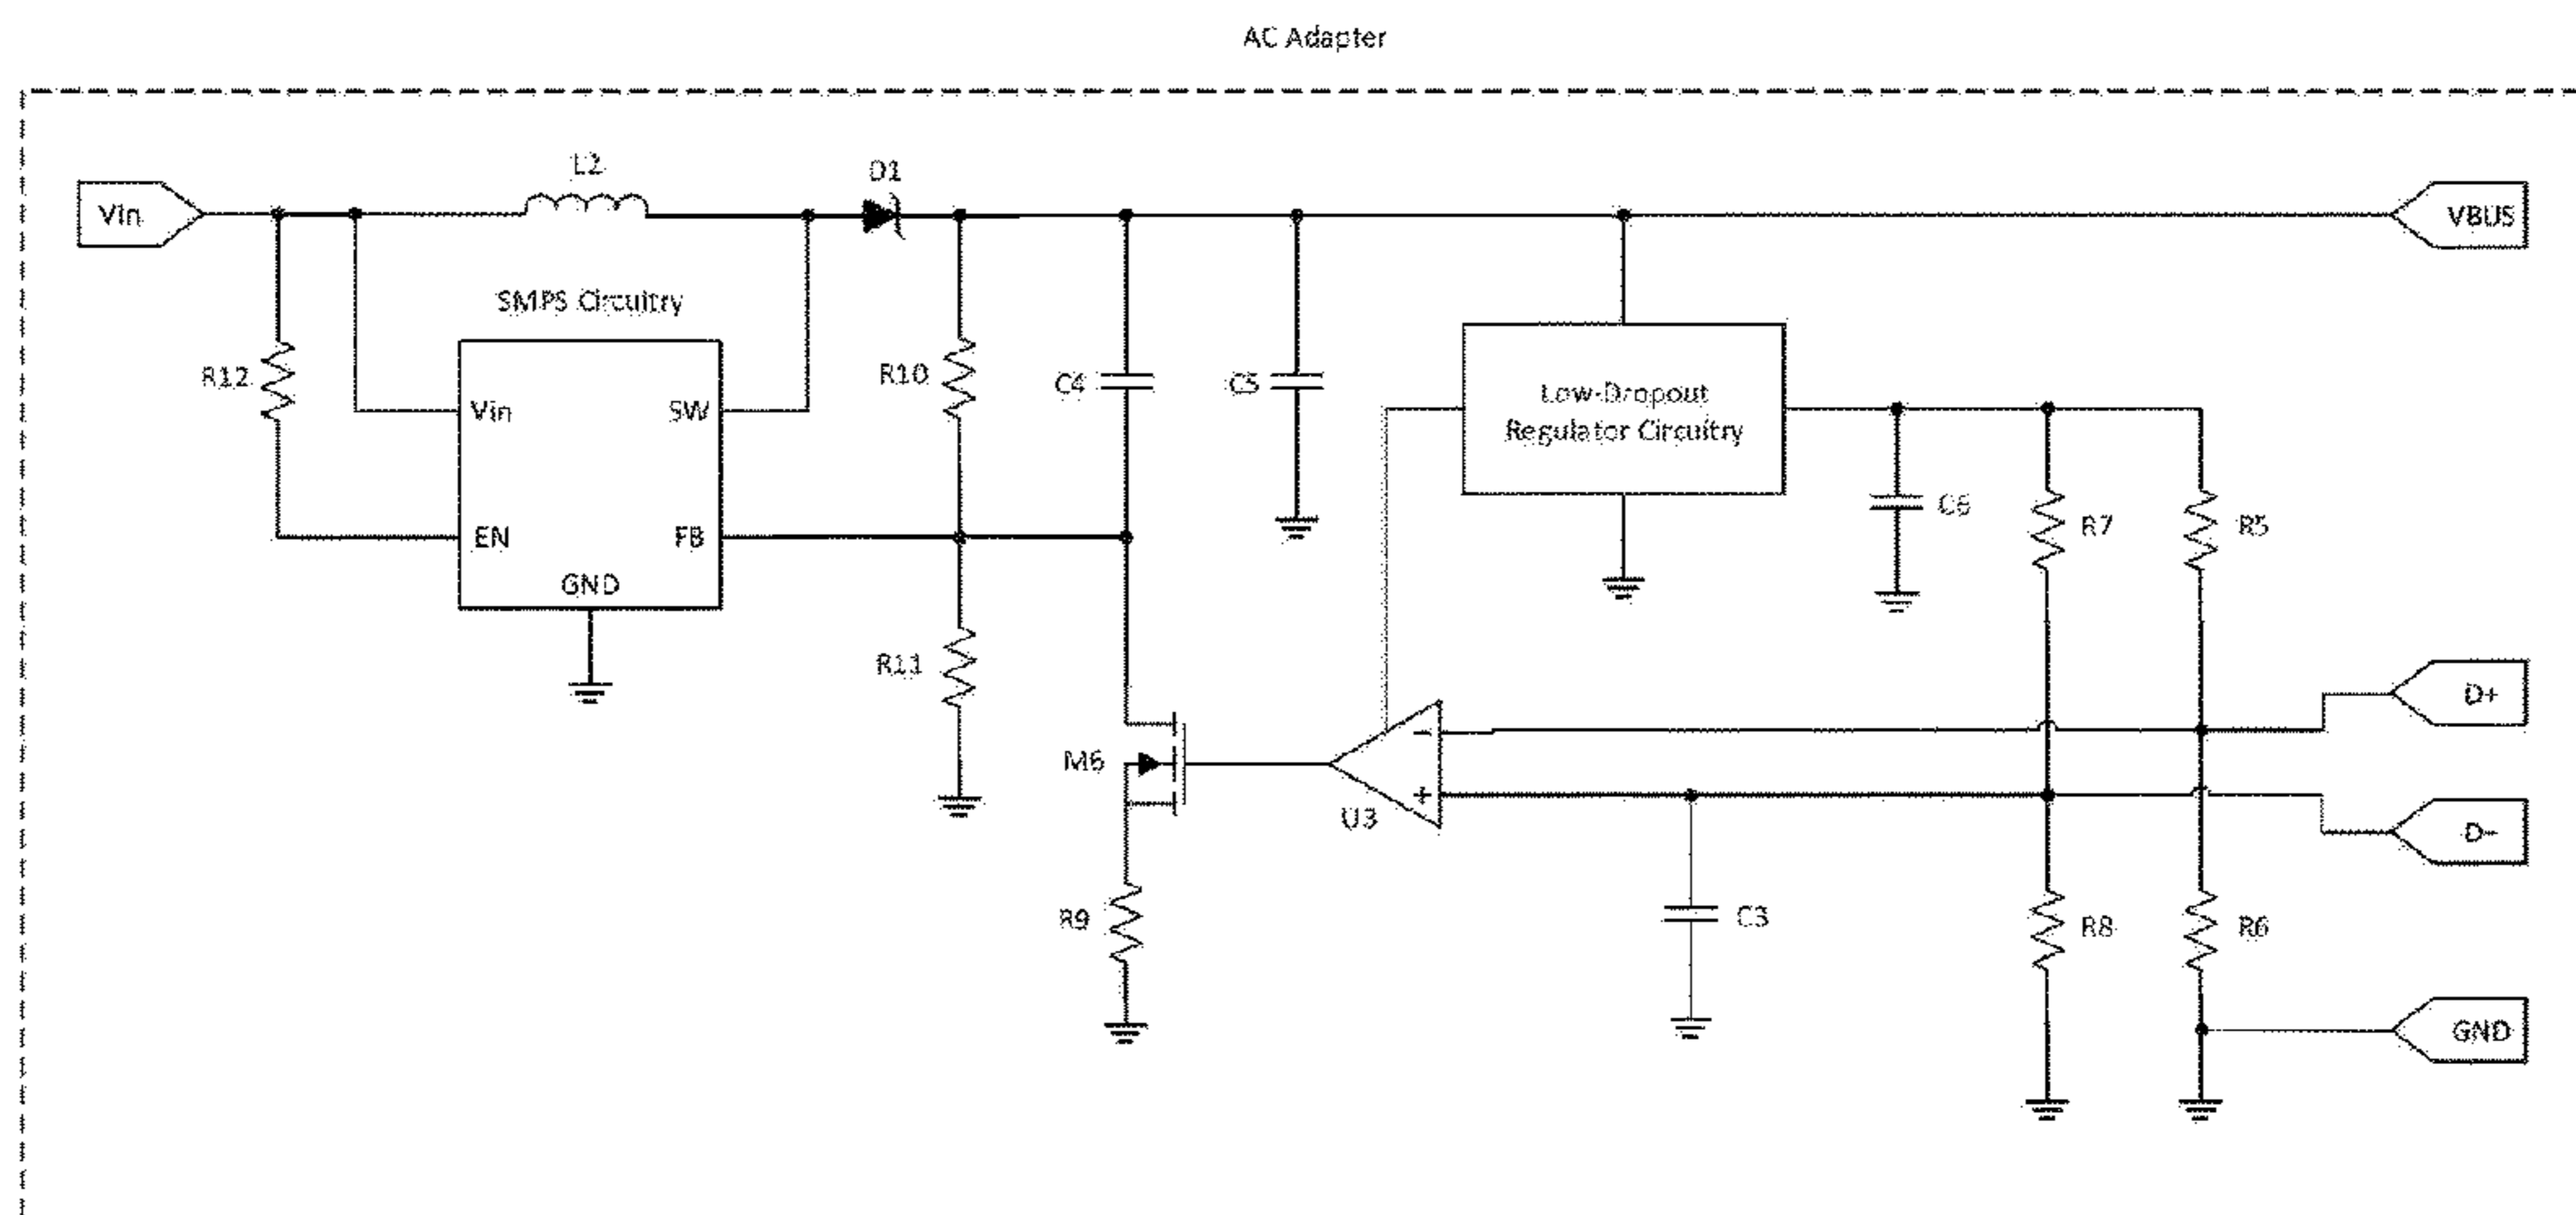 AC Adapter
Vin
L2
D1
VBUS
SMPS Circuitry
R12
Vin
SW
EN
FB
GND
R10
C4
C5
Low-Dropout
Regulator Circuitry
C6
R7
R5
R11
M6
U3
−
+
D+
D-
R9
C3
R8
R6
GND